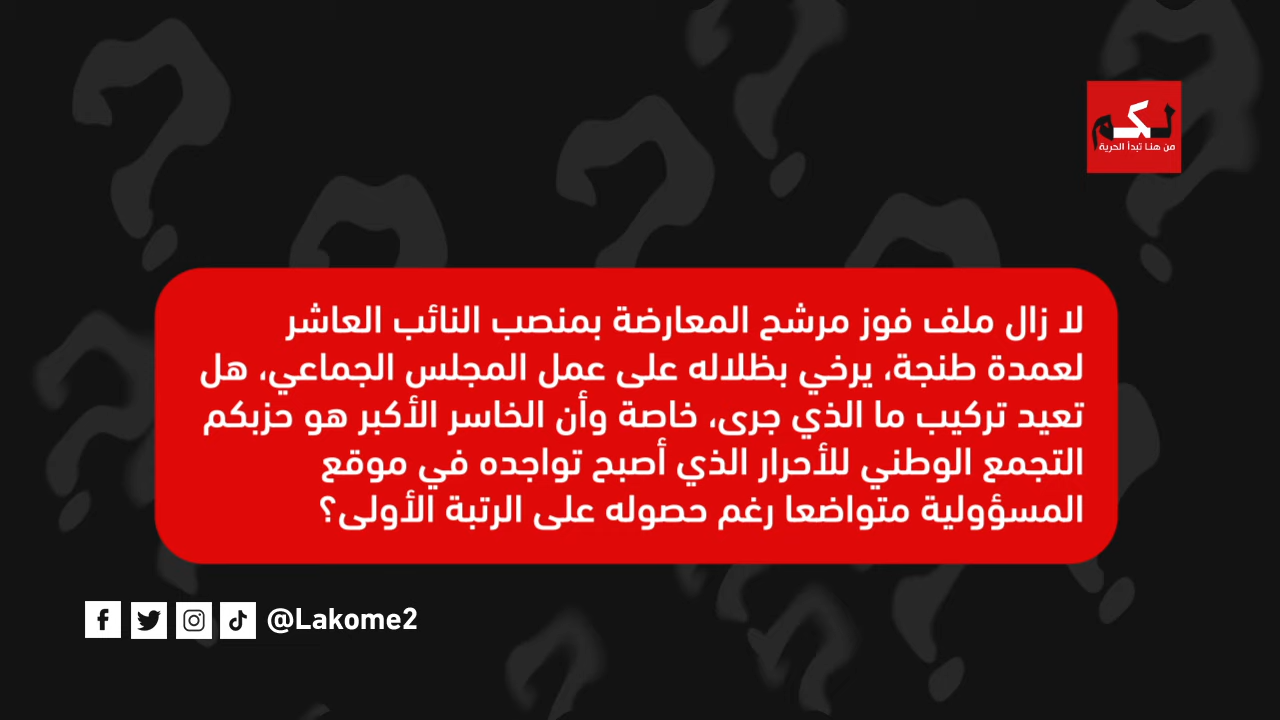 لكم
من هنا تبدأ الحرية
لا زال ملف فوز مرشح المعارضة بمنصب النائب العاشر
لعمدة طنجة، يرخي بظلاله على عمل المجلس الجماعي، هل
تعيد تركيب ما الذي جرى، خاصة وأن الخاسر الأكبر هو حزبكم
التجمع الوطني للأحرار الذي أصبح تواجده في موقع
المسؤولية متواضعا رغم حصوله على الرتبة الأولى؟
@Lakome2